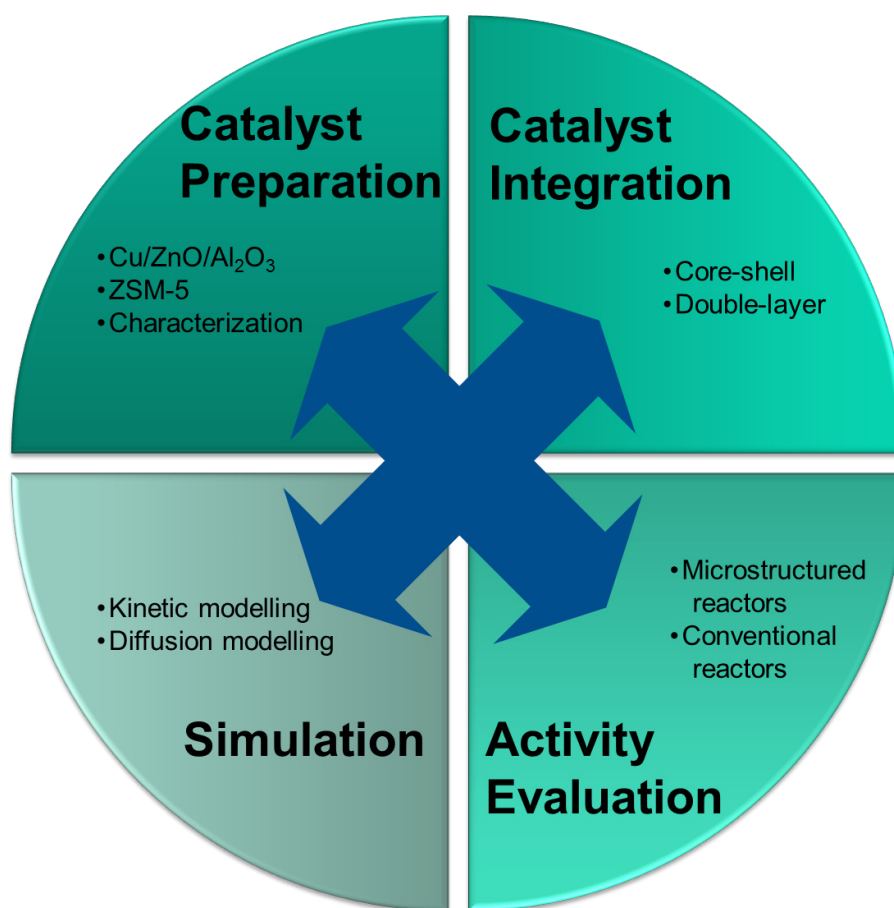 Catalyst
Preparation
•Cu/ZnO/Al₂O₃
•ZSM-5
•Characterization
Catalyst
Integration
•Core-shell
•Double-layer
•Kinetic modelling
•Diffusion modelling
Simulation
•Microstructured
reactors
•Conventional
reactors
Activity
Evaluation